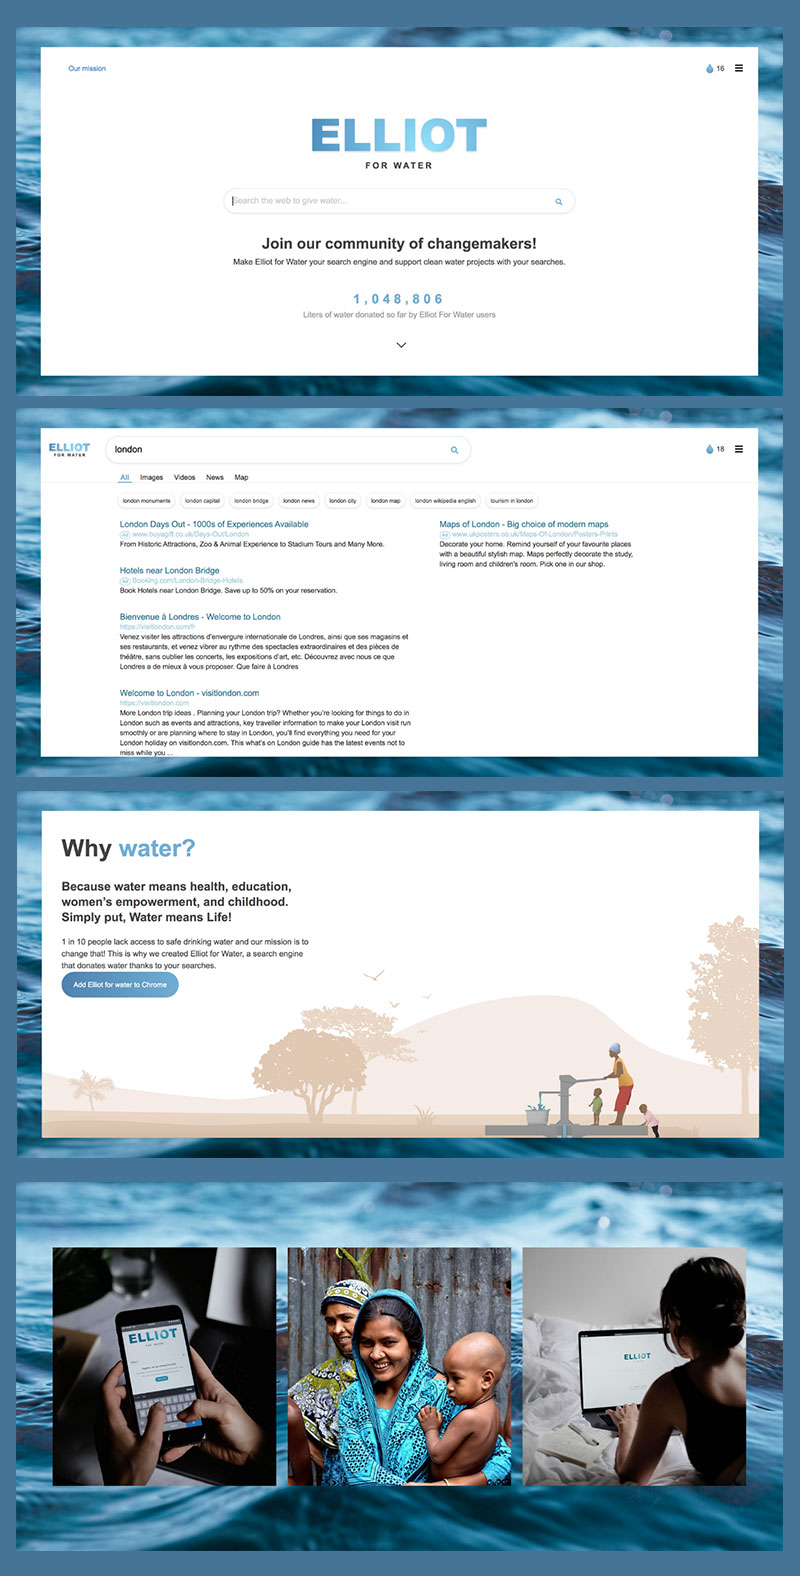 Our mission
16
ELLIOT
FOR WATER
Search the web to give water...
Join our community of changemakers!
Make Elliot for Water your search engine and support clean water projects with your searches.
1,048,806
Liters of water donated so far by Elliot For Water users
ELLIOT
FOR WATER
london
18
All Images Videos News Map
london monuments london capital london bridge london news london city london map london wikipedia english tourism in london
London Days Out - 1000s of Experiences Available
Ad www.buyagift.co.uk/Days-Out/London
From Historic Attractions, Zoo & Animal Experience to Stadium Tours and Many More.
Hotels near London Bridge
Ad Booking.com/London-Bridge-Hotels
Book Hotels near London Bridge. Save up to 50% on your reservation.
Bienvenue à Londres - Welcome to London
https://visitlondon.com/fr
Venez visiter les attractions d'envergure internationale de Londres, ainsi que ses magasins et
ses restaurants, et venez vibrer au rythme des spectacles extraordinaires et des pièces de
théâtre, sans oublier les concerts, les expositions d'art, etc. Découvrez avec nous ce que
Londres a de mieux à vous proposer. Que faire à Londres
Welcome to London - visitlondon.com
https://visitlondon.com
More London trip ideas . Planning your London trip? Whether you're looking for things to do in
London such as events and attractions, key traveller information to make your London visit run
smoothly or are planning where to stay in London, you'll find everything you need for your
London holiday on visitlondon.com. This what's on London guide has the latest events not to
miss while you ...
Maps of London - Big choice of modern maps
Ad www.ukposters.co.uk/Maps-Of-London/Posters-Prints
Decorate your home. Remind yourself of your favourite places
with a beautiful stylish map. Maps perfectly decorate the study,
living room and children's room. Pick one in our shop.
Why water?
Because water means health, education,
women's empowerment, and childhood.
Simply put, Water means Life!
1 in 10 people lack access to safe drinking water and our mission is to
change that! This is why we created Elliot for Water, a search engine
that donates water thanks to your searches.
Add Elliot for water to Chrome
ELLIOT
FOR WATER
ELLIOT